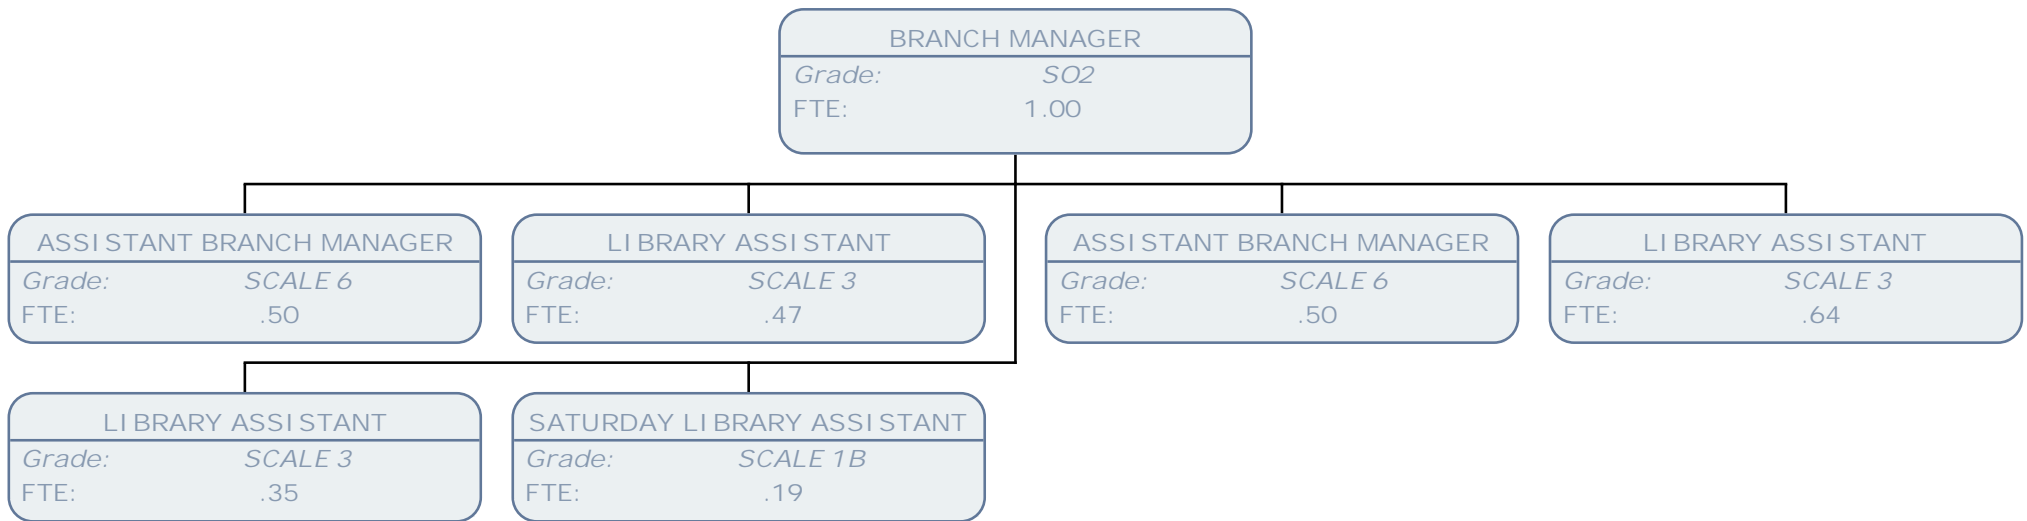 BRANCH MANAGER
Grade: SO2
FTE: 1.00
ASSISTANT BRANCH MANAGER
Grade: SCALE 6
FTE: .50
LIBRARY ASSISTANT
Grade: SCALE 3
FTE: .47
ASSISTANT BRANCH MANAGER
Grade: SCALE 6
FTE: .50
LIBRARY ASSISTANT
Grade: SCALE 3
FTE: .64
LIBRARY ASSISTANT
Grade: SCALE 3
FTE: .35
SATURDAY LIBRARY ASSISTANT
Grade: SCALE 1B
FTE: .19